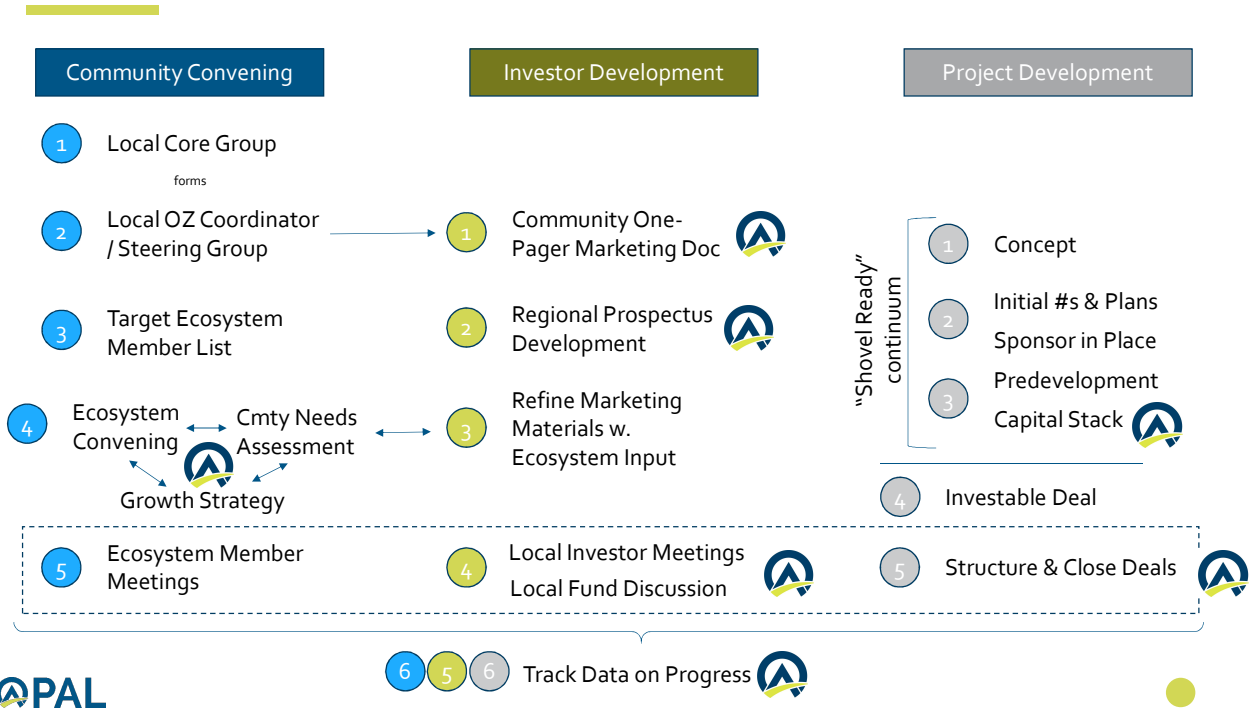 Community Convening
Investor Development
Project Development
1
Local Core Group
forms
2
Local OZ Coordinator
/ Steering Group
3
Target Ecosystem
Member List
4
Ecosystem
Convening
Cmty Needs
Assessment
Growth Strategy
5
Ecosystem Member
Meetings
1
Community One-
Pager Marketing Doc
2
Regional Prospectus
Development
3
Refine Marketing
Materials w.
Ecosystem Input
4
Local Investor Meetings
Local Fund Discussion
"Shovel Ready"
continuum
1
Concept
2
Initial #s & Plans
Sponsor in Place
3
Predevelopment
Capital Stack
4
Investable Deal
5
Structure & Close Deals
6 5 6 Track Data on Progress
OPAL